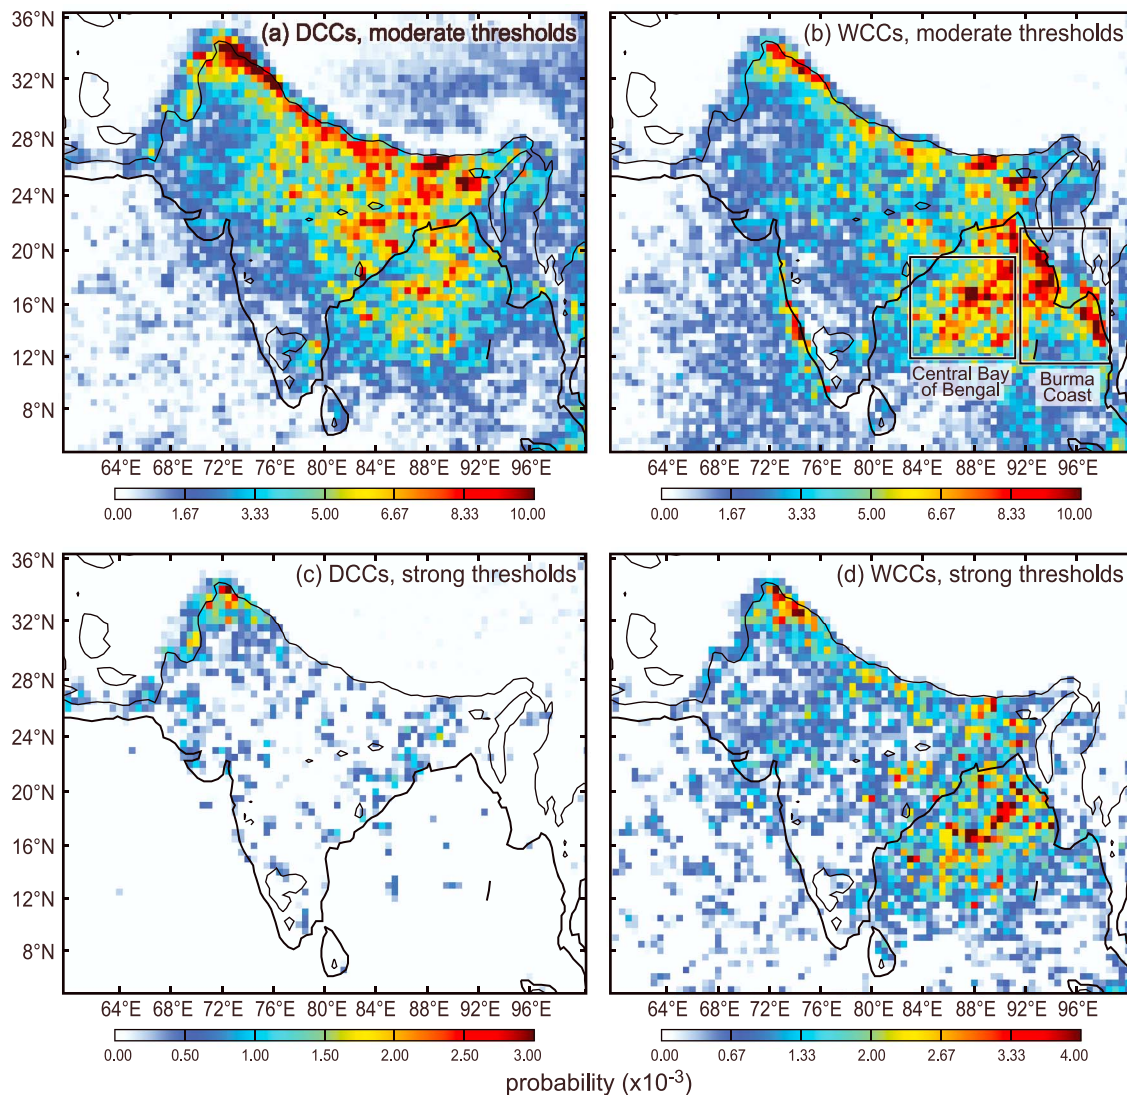 (a) DCCs, moderate thresholds
36°N
32°N
28°N
24°N
20°N
16°N
12°N
8°N
64°E 68°E 72°E 76°E 80°E 84°E 88°E 92°E 96°E
0.00 1.67 3.33 5.00 6.67 8.33 10.00
(b) WCCs, moderate thresholds
Central Bay
of Bengal
Burma
Coast
64°E 68°E 72°E 76°E 80°E 84°E 88°E 92°E 96°E
0.00 1.67 3.33 5.00 6.67 8.33 10.00
(c) DCCs, strong thresholds
36°N
32°N
28°N
24°N
20°N
16°N
12°N
8°N
64°E 68°E 72°E 76°E 80°E 84°E 88°E 92°E 96°E
0.00 0.50 1.00 1.50 2.00 2.50 3.00
(d) WCCs, strong thresholds
64°E 68°E 72°E 76°E 80°E 84°E 88°E 92°E 96°E
0.00 0.67 1.33 2.00 2.67 3.33 4.00
probability (x10⁻³)